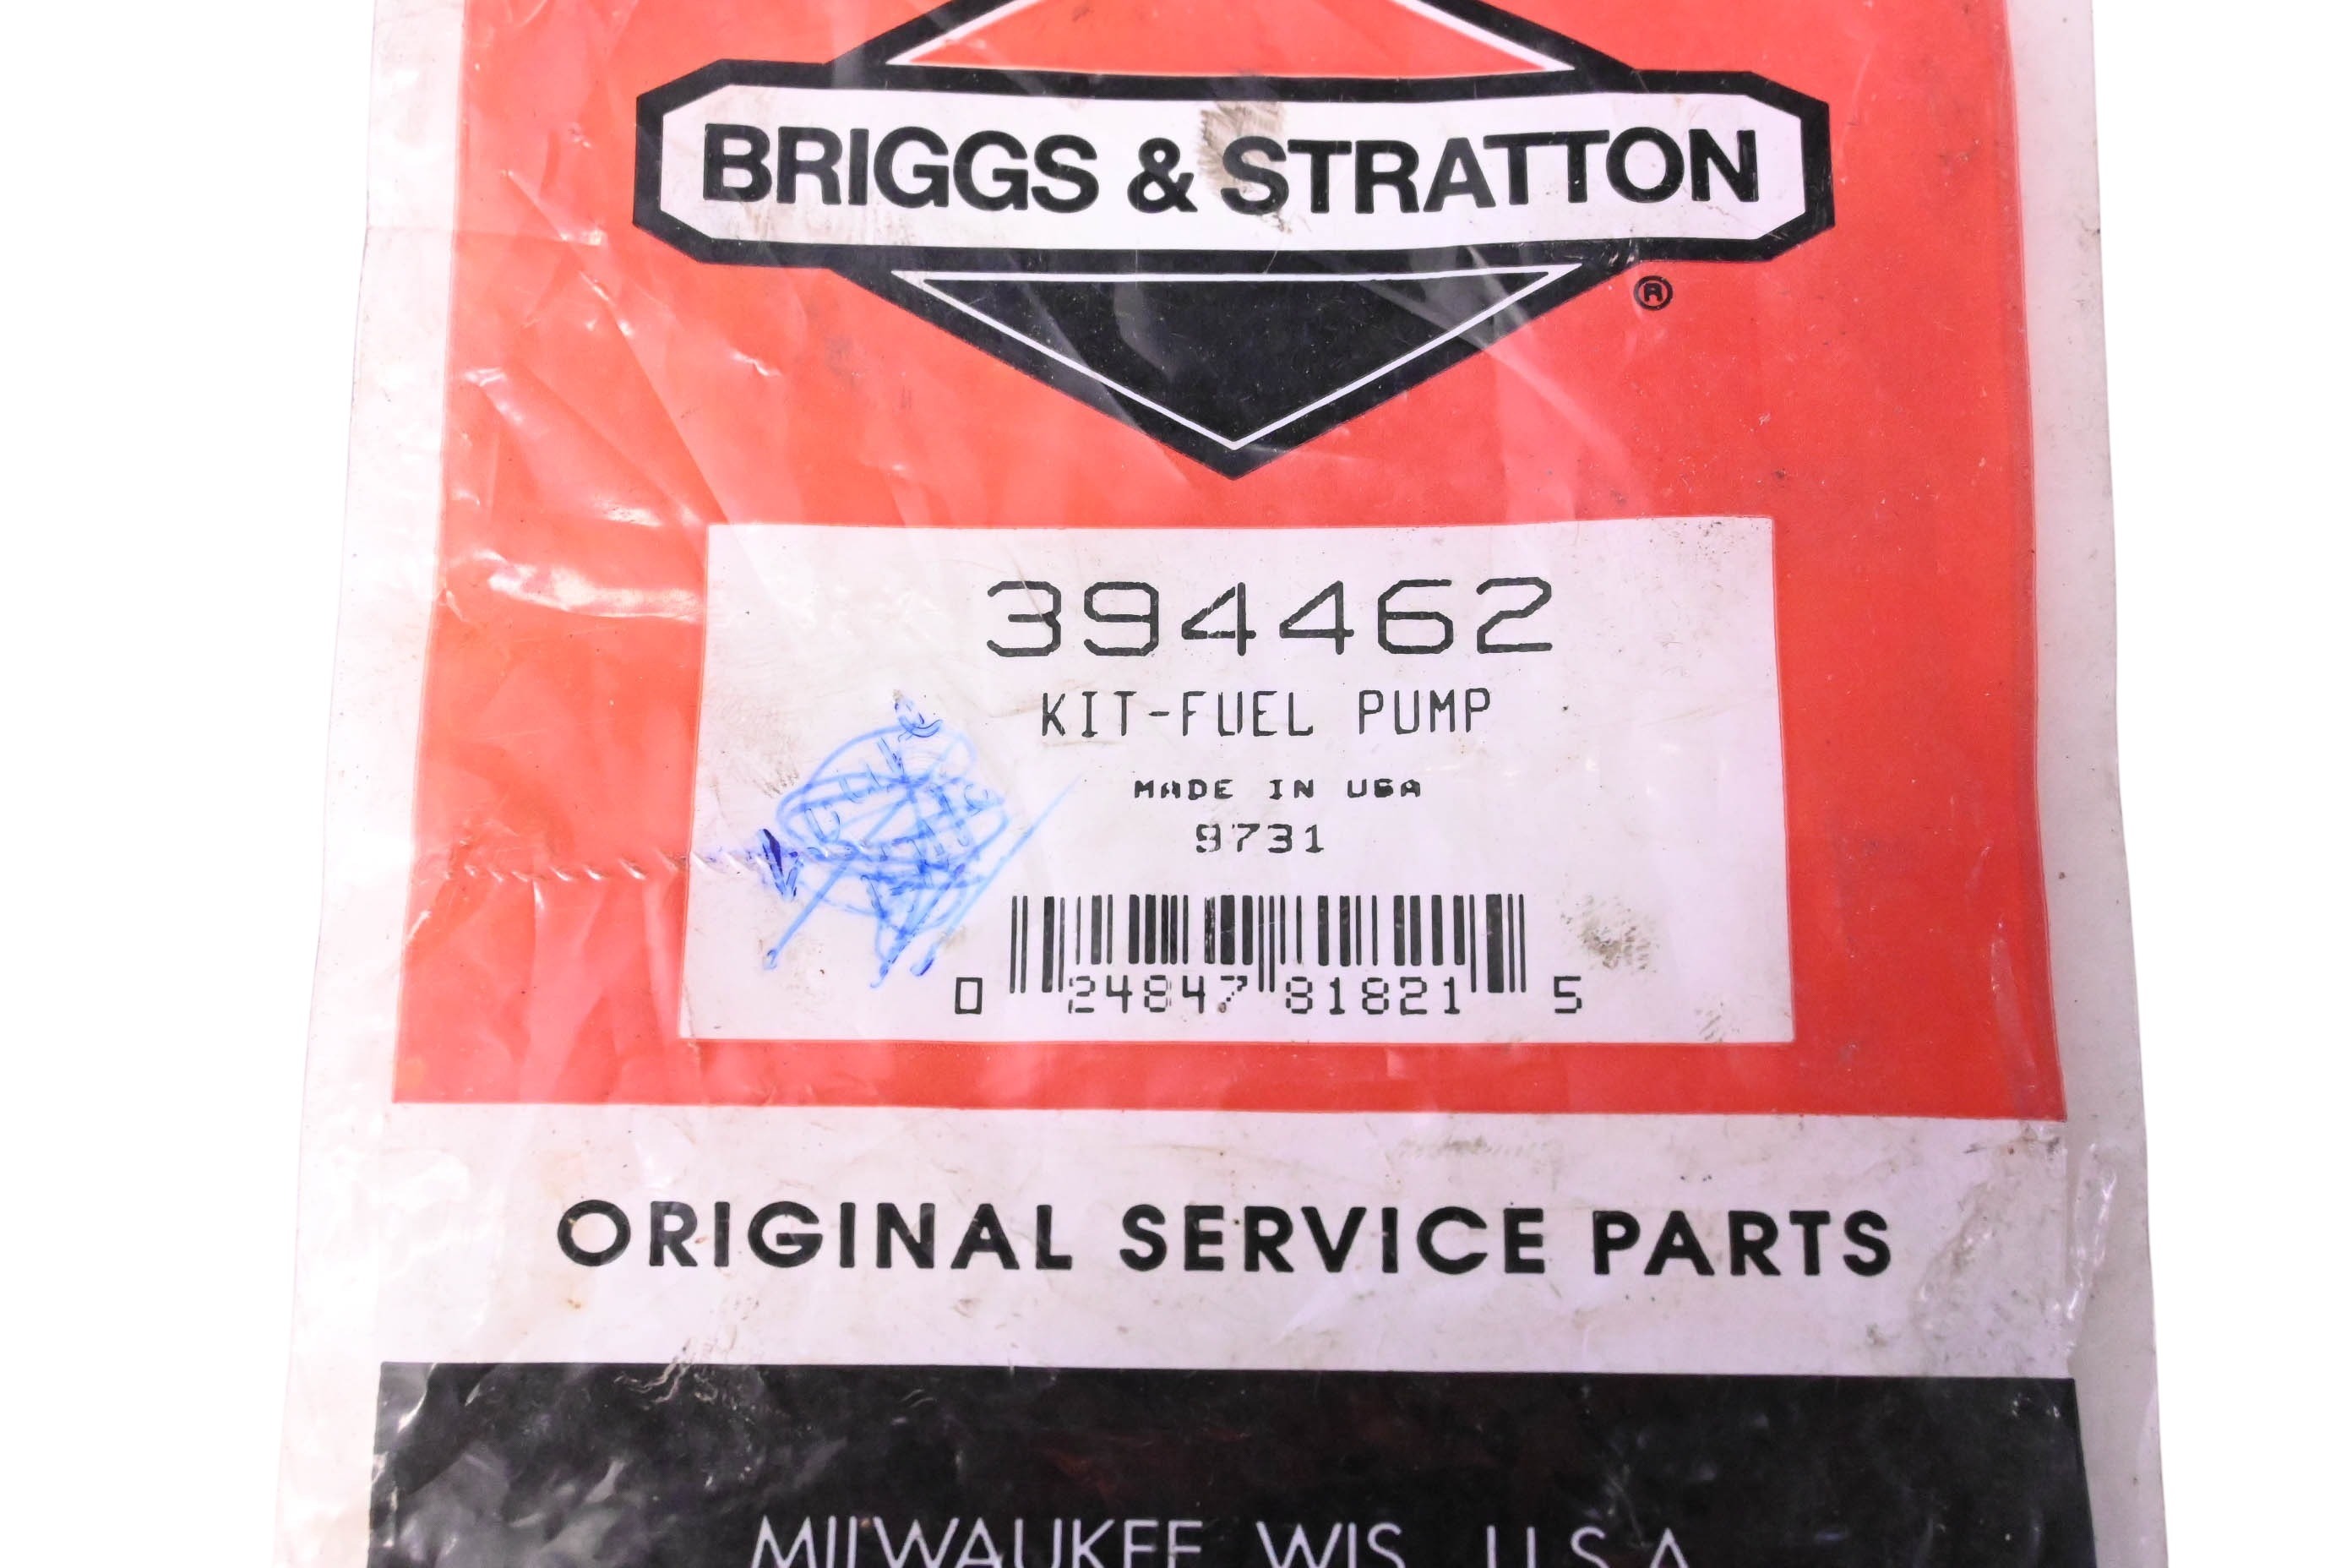 BRIGGS & STRATTON
®
394462
KIT-FUEL PUMP
MADE IN USA
9731
0 24847 81821 5
ORIGINAL SERVICE PARTS
MILWAUKEE, WIS., U.S.A.